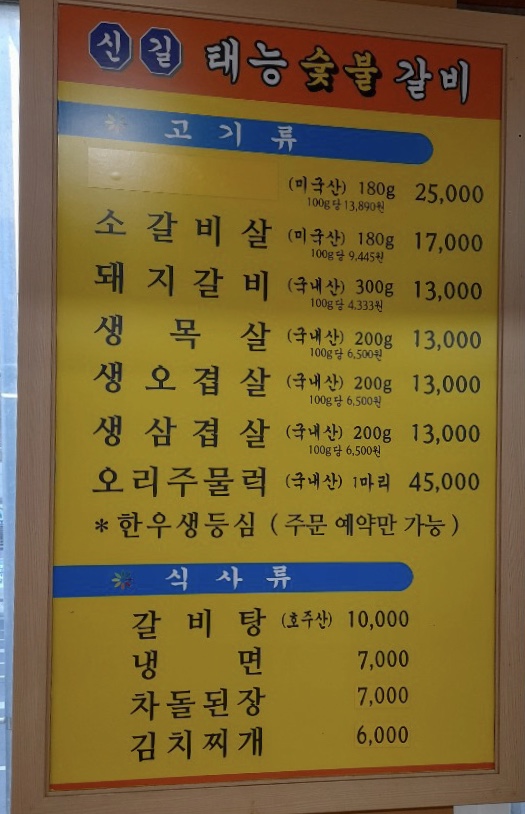 신길 태능 숯불 갈비
고기류
(미국산) 180g 25,000
100g당 13,890원
소갈비살 (미국산) 180g 17,000
100g당 9,445원
돼지갈비 (국내산) 300g 13,000
100g당 4,333원
생목살 (국내산) 200g 13,000
100g당 6,500원
생오겹살 (국내산) 200g 13,000
100g당 6,500원
생삼겹살 (국내산) 200g 13,000
100g당 6,500원
오리주물럭 (국내산) 1마리 45,000
*한우생등심 (주문 예약만 가능)
식사류
갈비탕 (호주산) 10,000
냉면 7,000
차돌된장 7,000
김치찌개 6,000